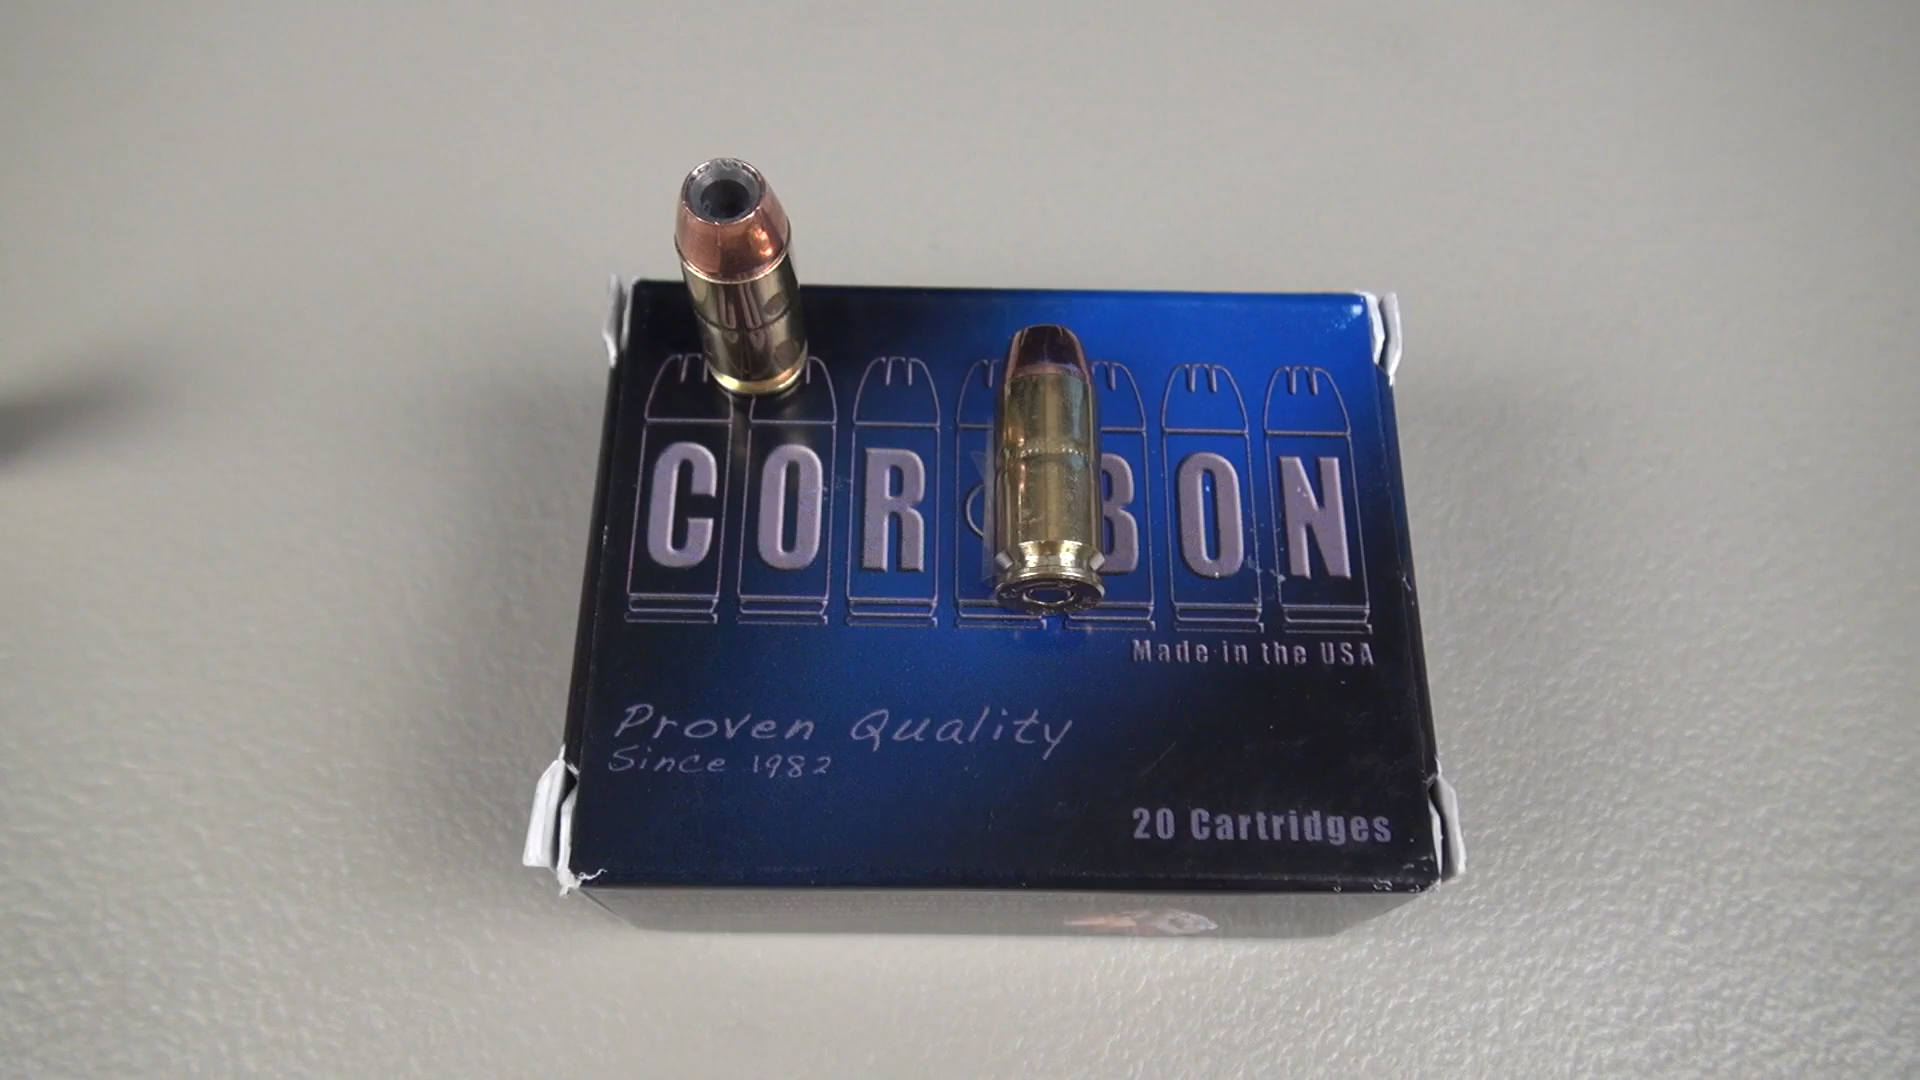 COR BON
Made in the USA
Proven Quality
Since 1982
20 Cartridges